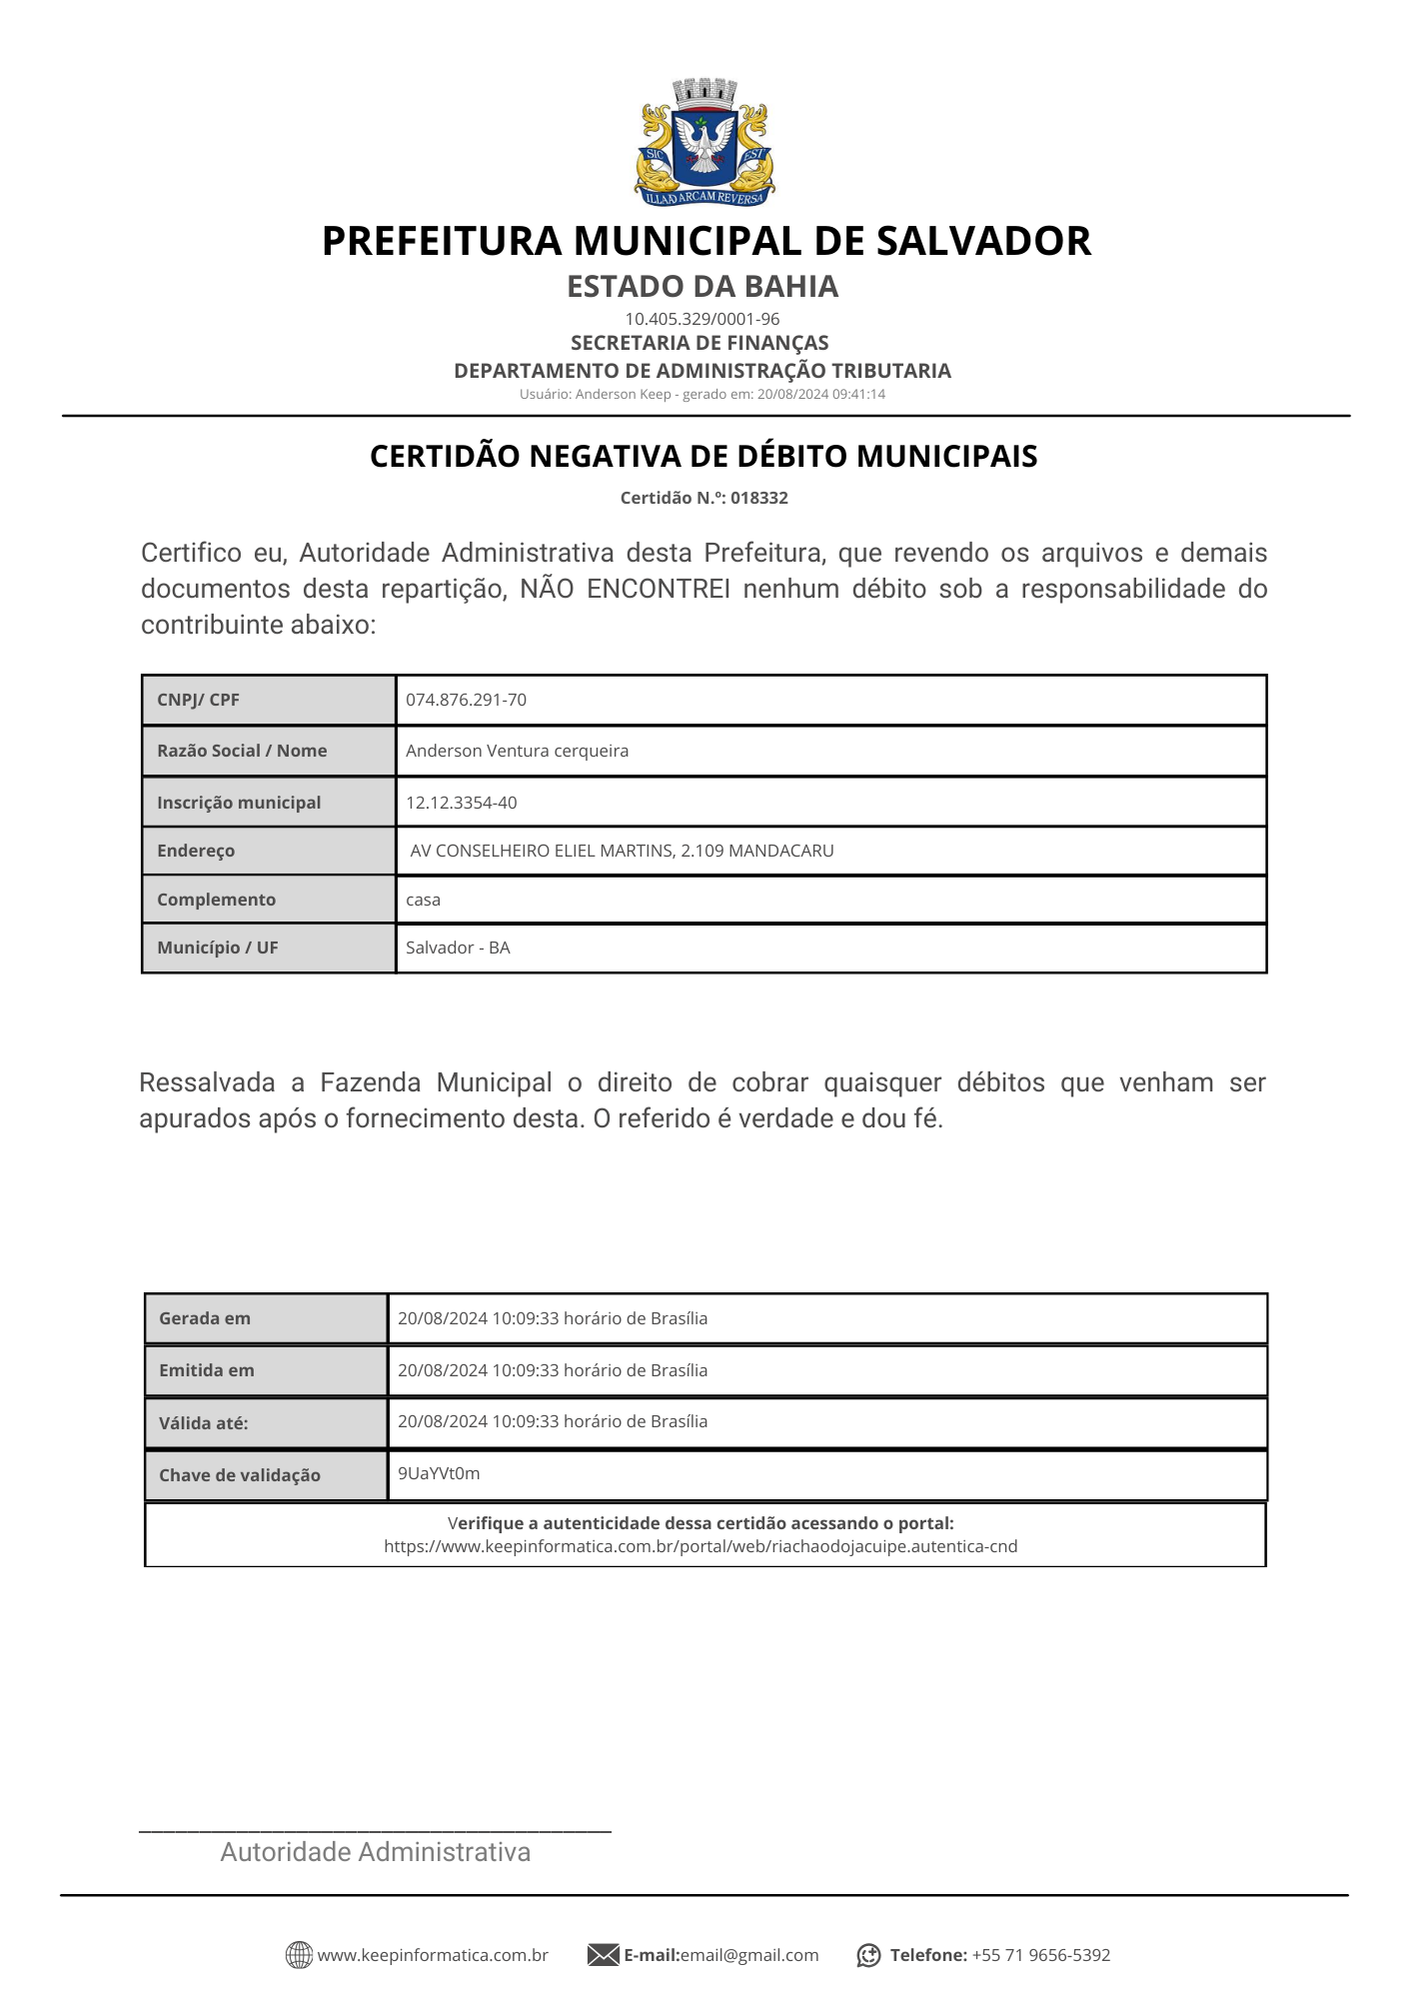 SIC
EST
ILLA AD ARCAM REVERSA
PREFEITURA MUNICIPAL DE SALVADOR
ESTADO DA BAHIA
10.405.329/0001-96
SECRETARIA DE FINANÇAS
DEPARTAMENTO DE ADMINISTRAÇÃO TRIBUTARIA
Usuário: Anderson Keep - gerado em: 20/08/2024 09:41:14
CERTIDÃO NEGATIVA DE DÉBITO MUNICIPAIS
Certidão N.º: 018332
Certifico eu, Autoridade Administrativa desta Prefeitura, que revendo os arquivos e demais
documentos desta repartição, NÃO ENCONTREI nenhum débito sob a responsabilidade do
contribuinte abaixo:
CNPJ/ CPF 074.876.291-70
Razão Social / Nome Anderson Ventura cerqueira
Inscrição municipal 12.12.3354-40
Endereço AV CONSELHEIRO ELIEL MARTINS, 2.109 MANDACARU
Complemento casa
Município / UF Salvador - BA
Ressalvada a Fazenda Municipal o direito de cobrar quaisquer débitos que venham ser
apurados após o fornecimento desta. O referido é verdade e dou fé.
Gerada em 20/08/2024 10:09:33 horário de Brasília
Emitida em 20/08/2024 10:09:33 horário de Brasília
Válida até: 20/08/2024 10:09:33 horário de Brasília
Chave de validação 9UaYVt0m
Verifique a autenticidade dessa certidão acessando o portal:
https://www.keepinformatica.com.br/portal/web/riachaodojacuipe.autentica-cnd
Autoridade Administrativa
www.keepinformatica.com.br E-mail:email@gmail.com Telefone: +55 71 9656-5392